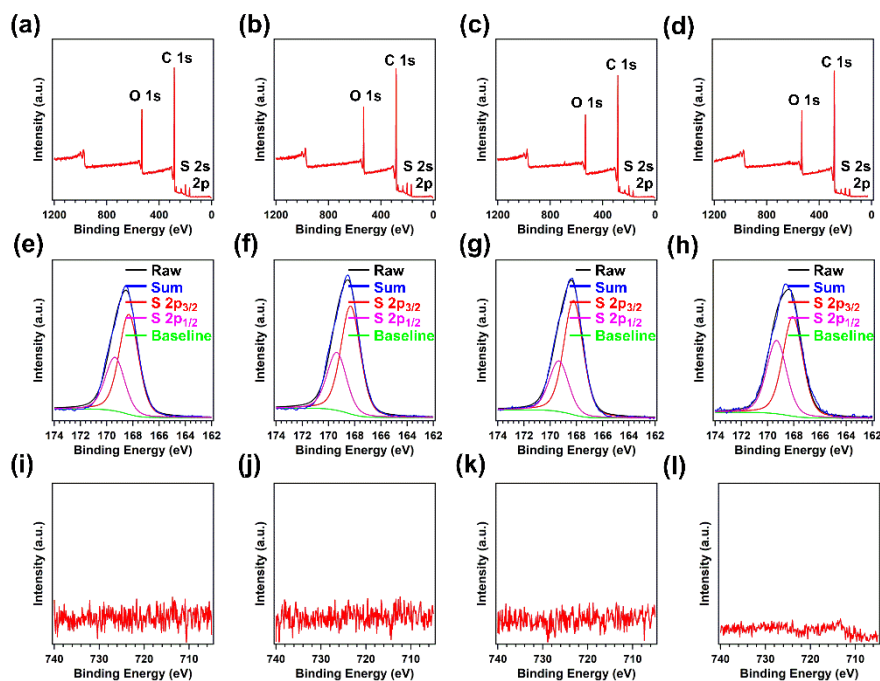 (a)
(b)
(c)
(d)
C 1s
O 1s
S 2s
2p
Intensity (a.u.)
1200 800 400 0
Binding Energy (eV)
C 1s
O 1s
S 2s
2p
Intensity (a.u.)
1200 800 400 0
Binding Energy (eV)
C 1s
O 1s
S 2s
2p
Intensity (a.u.)
1200 800 400 0
Binding Energy (eV)
C 1s
O 1s
S 2s
2p
Intensity (a.u.)
1200 800 400 0
Binding Energy (eV)
(e)
(f)
(g)
(h)
Raw
Sum
S 2p3/2
S 2p1/2
Baseline
Intensity (a.u.)
174 172 170 168 166 164 162
Binding Energy (eV)
Raw
Sum
S 2p3/2
S 2p1/2
Baseline
Intensity (a.u.)
174 172 170 168 166 164 162
Binding Energy (eV)
Raw
Sum
S 2p3/2
S 2p1/2
Baseline
Intensity (a.u.)
174 172 170 168 166 164 162
Binding Energy (eV)
Raw
Sum
S 2p3/2
S 2p1/2
Baseline
Intensity (a.u.)
174 172 170 168 166 164 162
Binding Energy (eV)
(i)
(j)
(k)
(l)
Intensity (a.u.)
740 730 720 710
Binding Energy (eV)
Intensity (a.u.)
740 730 720 710
Binding Energy (eV)
Intensity (a.u.)
740 730 720 710
Binding Energy (eV)
Intensity (a.u.)
740 730 720 710
Binding Energy (eV)